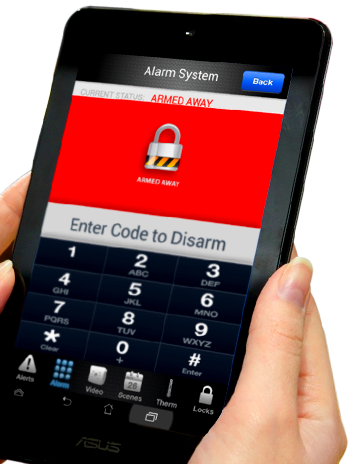 Alarm System
Back
CURRENT STATUS: ARMED AWAY
ARMED AWAY
Enter Code to Disarm
1 2 ABC 3 DEF
4 GHI 5 JKL 6 MNO
7 PQRS 8 TUV 9 WXYZ
* Clear 0 + # Enter
Alerts Alarm Video 26 Scenes Therm Locks
ASUS